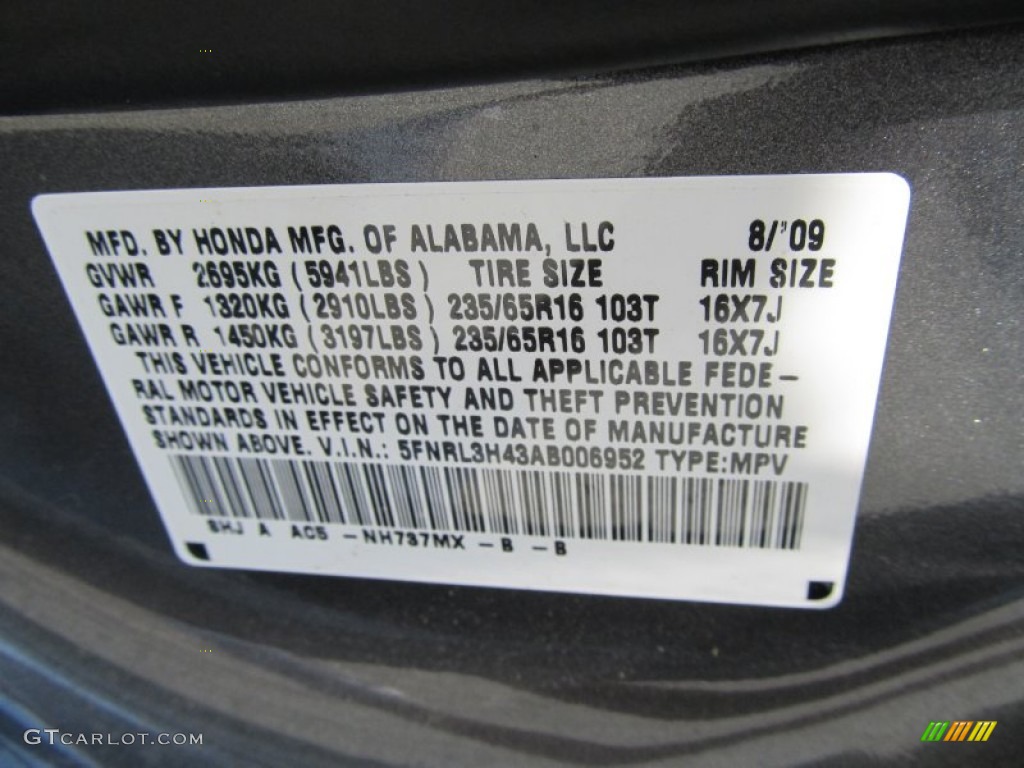 MFD. BY HONDA MFG. OF ALABAMA, LLC 8/'09
GVWR 2695KG (5941LBS) TIRE SIZE RIM SIZE
GAWR F 1320KG (2910LBS) 235/65R16 103T 16X7J
GAWR R 1450KG (3197LBS) 235/65R16 103T 16X7J
THIS VEHICLE CONFORMS TO ALL APPLICABLE FEDE-
RAL MOTOR VEHICLE SAFETY AND THEFT PREVENTION
STANDARDS IN EFFECT ON THE DATE OF MANUFACTURE
SHOWN ABOVE. V.I.N.: 5FNRL3H43AB006952 TYPE:MPV
SHJ A AC5 -NH737MX -B -B
GTCARLOT.COM